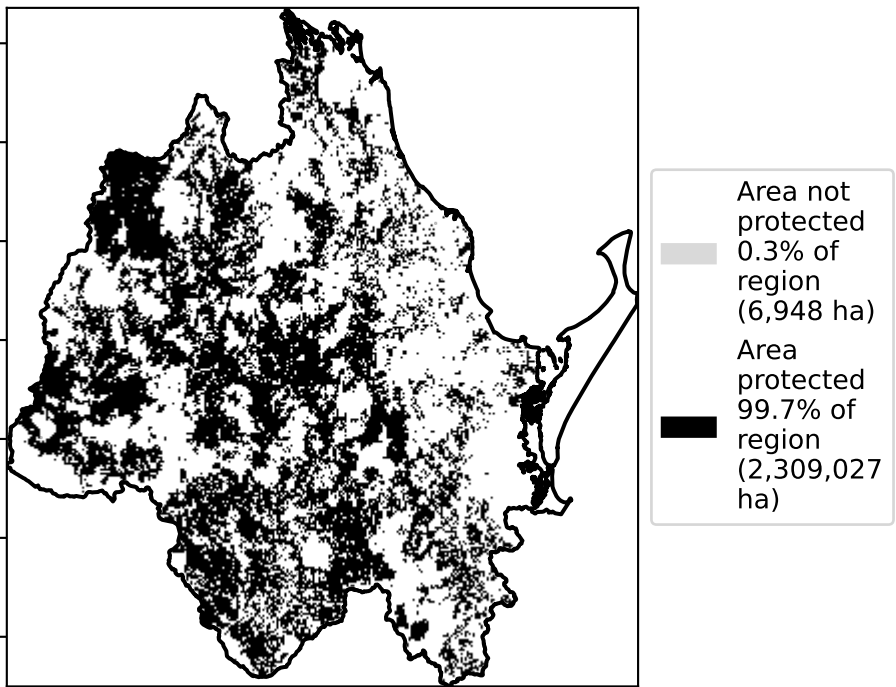 Area not
protected
0.3% of
region
(6,948 ha)
Area
protected
99.7% of
region
(2,309,027
ha)